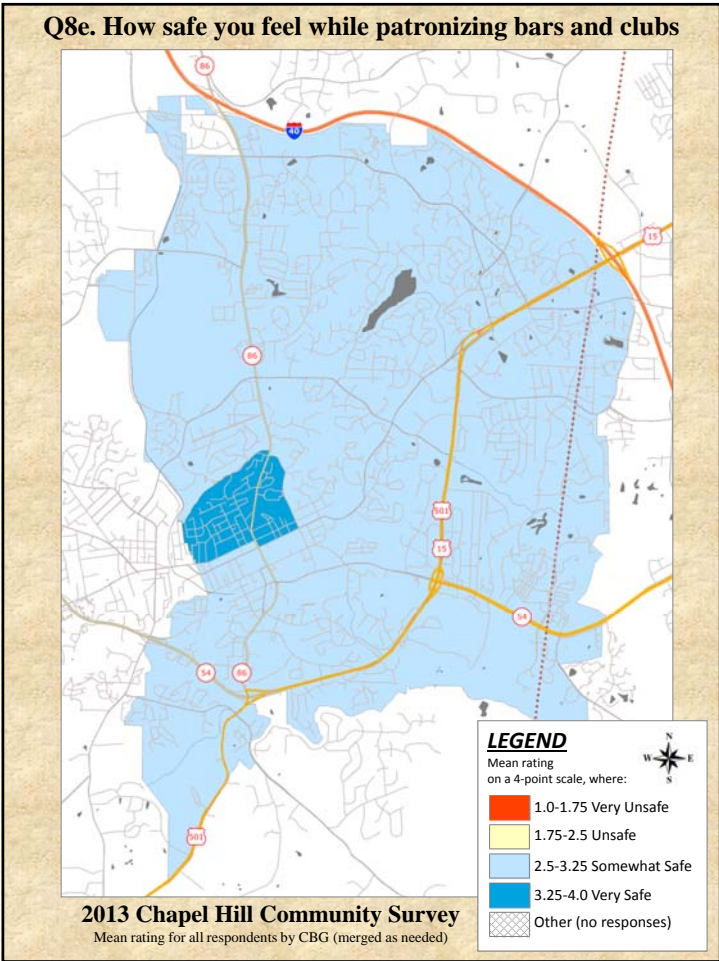 Q8e. How safe you feel while patronizing bars and clubs
86
40
15
86
501
15
54
54
86
501
LEGEND
Mean rating
on a 4-point scale, where:
N
W E
S
1.0-1.75 Very Unsafe
1.75-2.5 Unsafe
2.5-3.25 Somewhat Safe
3.25-4.0 Very Safe
Other (no responses)
2013 Chapel Hill Community Survey
Mean rating for all respondents by CBG (merged as needed)